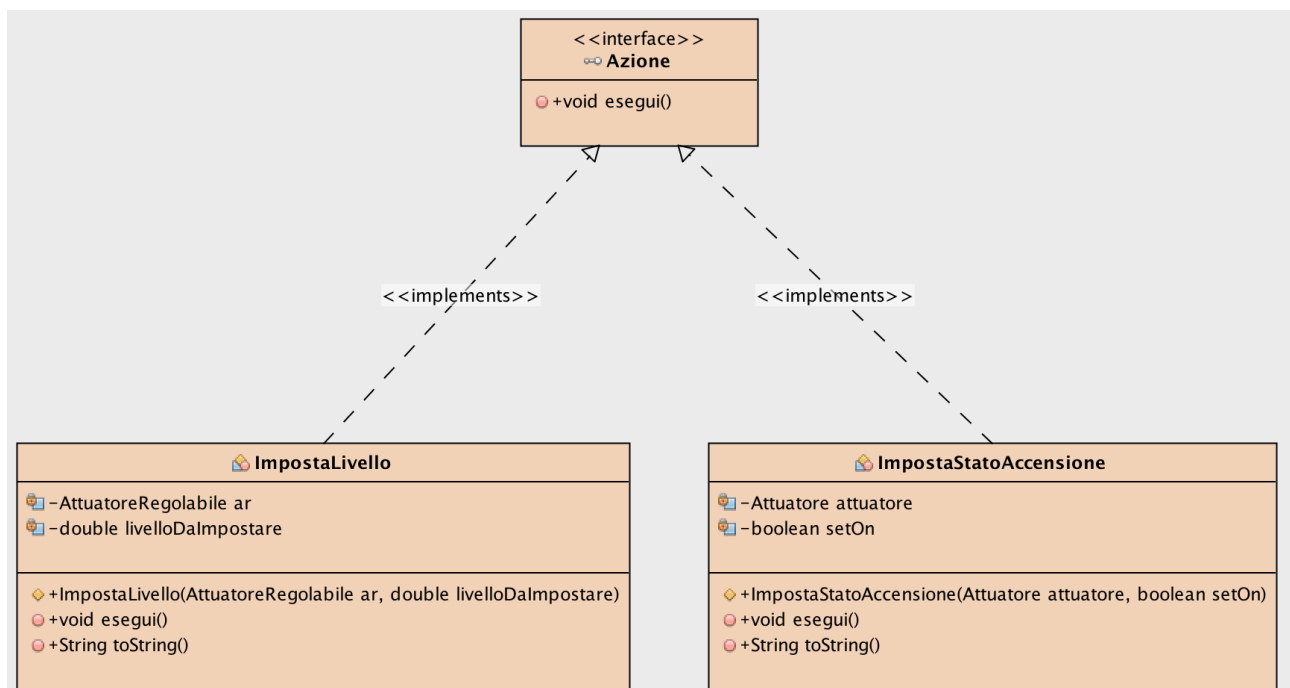 <<interface>>
Azione
+void esegui()
<<implements>>
<<implements>>
ImpostaLivello
-AttuatoreRegolabile ar
-double livelloDaImpostare
+ImpostaLivello(AttuatoreRegolabile ar, double livelloDaImpostare)
+void esegui()
+String toString()
ImpostaStatoAccensione
-Attuatore attuatore
-boolean setOn
+ImpostaStatoAccensione(Attuatore attuatore, boolean setOn)
+void esegui()
+String toString()